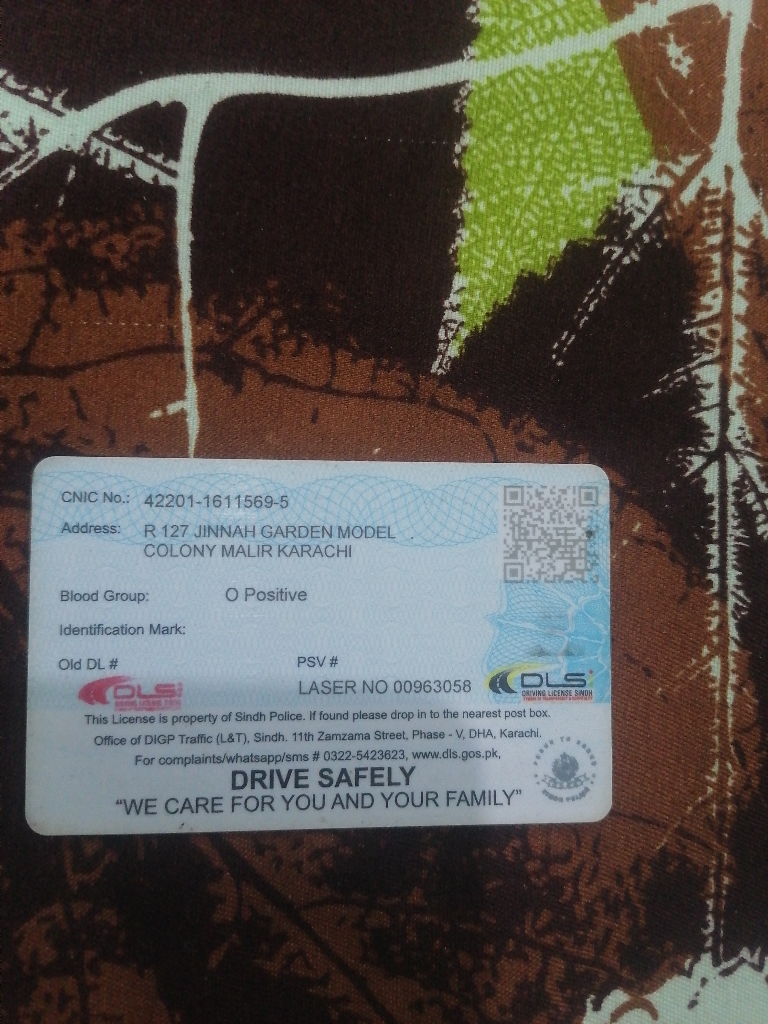 CNIC No.: 42201-1611569-5
Address: R 127 JINNAH GARDEN MODEL
COLONY MALIR KARACHI
Blood Group: O Positive
Identification Mark:
Old DL #
PSV #
DLS
LASER NO 00963058
DLS
DRIVING LICENSE SINDH
This License is property of Sindh Police. If found please drop in to the nearest post box.
Office of DIGP Traffic (L&T), Sindh. 11th Zamzama Street, Phase - V, DHA, Karachi.
For complaints/whatsapp/sms # 0322-5423623, www.dls.gos.pk,
DRIVE SAFELY
“WE CARE FOR YOU AND YOUR FAMILY”